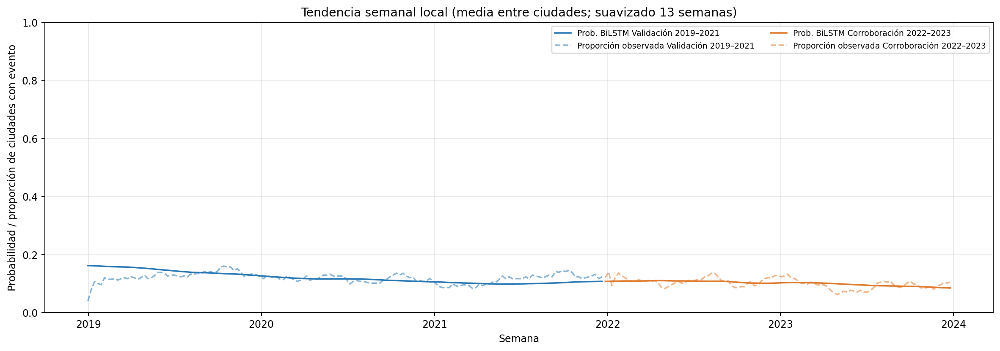 Tendencia semanal local (media entre ciudades; suavizado 13 semanas)
Prob. BiLSTM Validación 2019–2021
Proporción observada Validación 2019–2021
Prob. BiLSTM Corroboración 2022–2023
Proporción observada Corroboración 2022–2023
Probabilidad / proporción de ciudades con evento
1.0
0.8
0.6
0.4
0.2
0.0
2019
2020
2021
2022
2023
2024
Semana